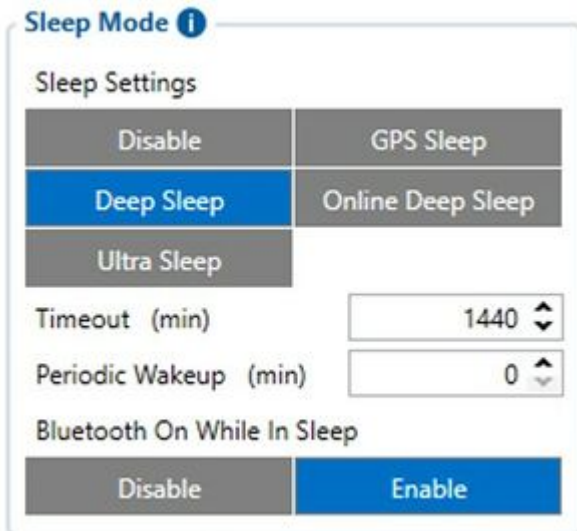 Sleep Mode i
Sleep Settings
Disable GPS Sleep
Deep Sleep Online Deep Sleep
Ultra Sleep
Timeout (min) 1440
Periodic Wakeup (min) 0
Bluetooth On While In Sleep
Disable Enable